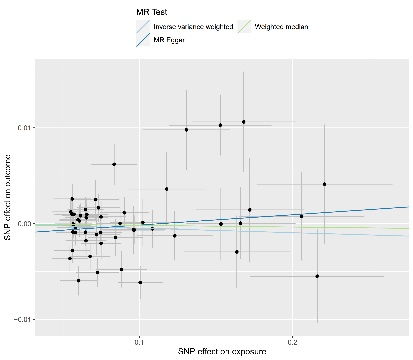 MR Test
Inverse variance weighted
Weighted median
MR Egger
SNP effect on outcome
0.01
0.00
−0.01
0.1
0.2
SNP effect on exposure